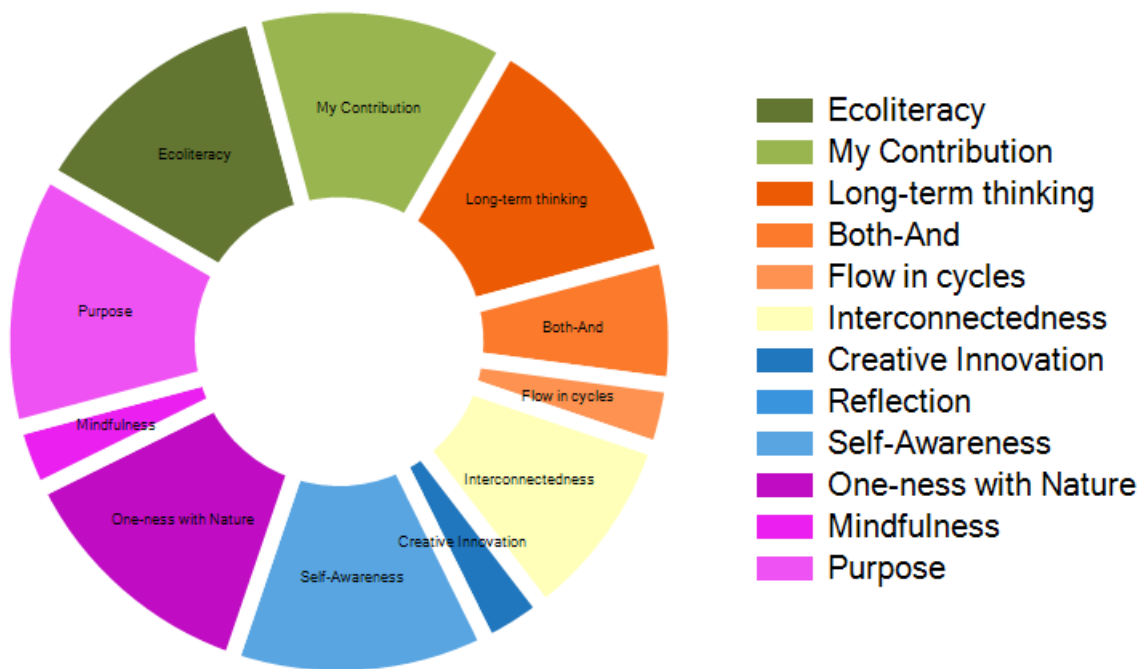 My Contribution
Ecoliteracy
Long-term thinking
Purpose
Both-And
Flow in cycles
Mindfulness
Interconnectedness
One-ness with Nature
Creative Innovation
Self-Awareness
Ecoliteracy
My Contribution
Long-term thinking
Both-And
Flow in cycles
Interconnectedness
Creative Innovation
Reflection
Self-Awareness
One-ness with Nature
Mindfulness
Purpose